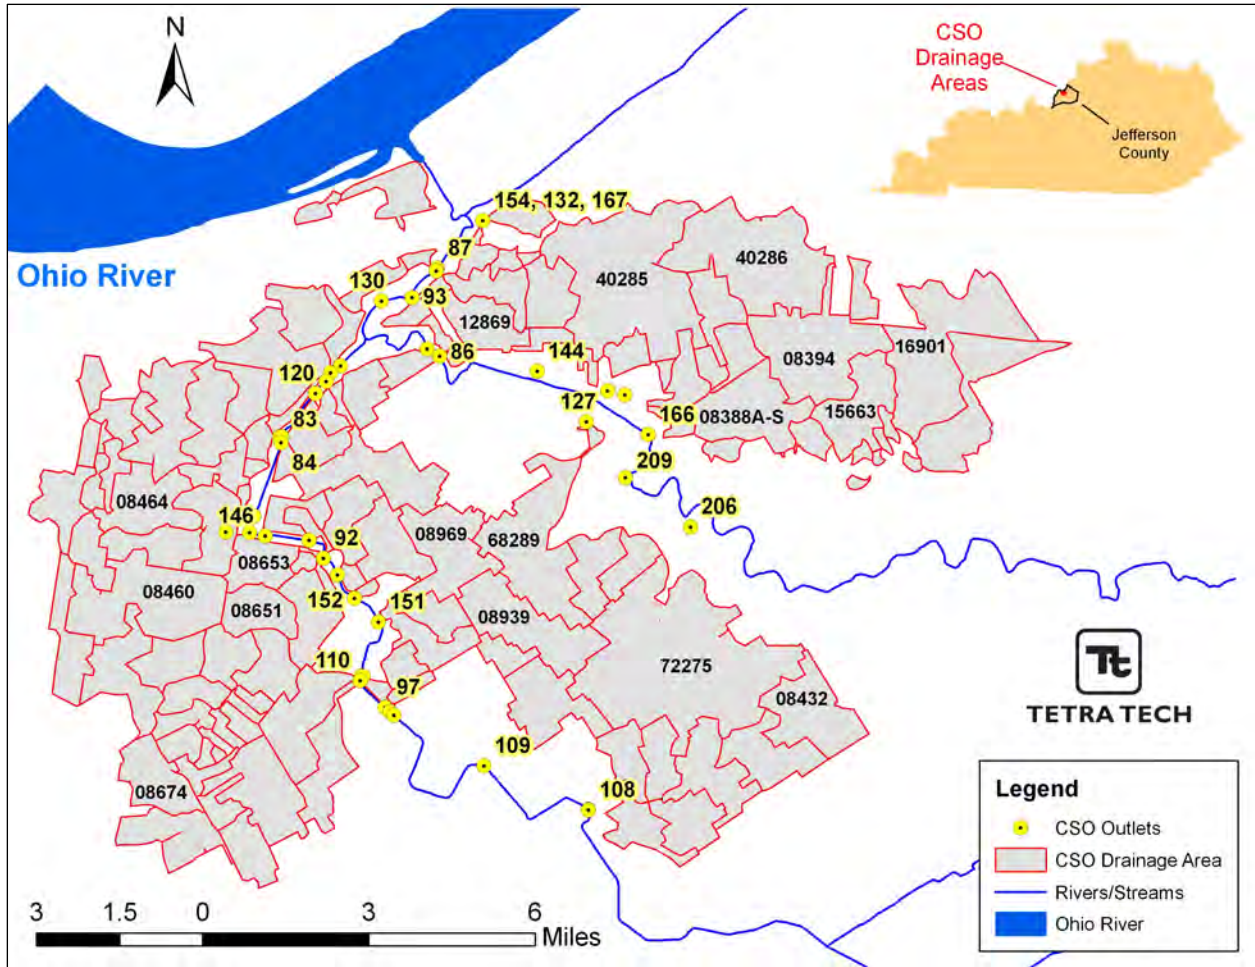 N
CSO
Drainage
Areas
Jefferson
County
Ohio River
154, 132, 167
87
130
93
40285
40286
12869
86
144
08394
16901
120
127
166
08388A-S
15663
83
84
209
08464
146
206
92
08969
68289
08653
08460
08651
152
151
08939
110
97
72275
08432
109
108
08674
Tt
TETRA TECH
Legend
CSO Outlets
CSO Drainage Area
Rivers/Streams
Ohio River
3 1.5 0 3 6
Miles